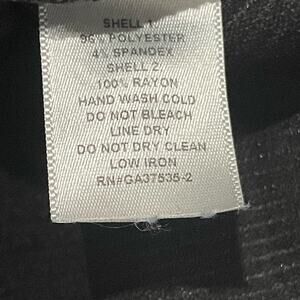 SHELL 1
96% POLYESTER
4% SPANDEX
SHELL 2
100% RAYON
HAND WASH COLD
DO NOT BLEACH
LINE DRY
DO NOT DRY CLEAN
LOW IRON
RN#GA37535-2